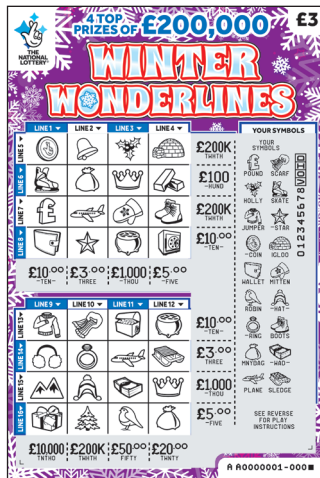 4 TOP PRIZES OF £200,000
£3
THE NATIONAL LOTTERY®
WINTER
WONDERLINES
LINE 1 LINE 2 LINE 3 LINE 4
LINE 5
LINE 6
LINE 7
LINE 8
£200K
TWHTH
£100
-HUND
£200K
TWHTH
£10.00
-TEN-
£10.00 £3.00 £1,000 £5.00
-TEN- THREE -THOU -FIVE
LINE 9 LINE 10 LINE 11 LINE 12
LINE 13
LINE 14
LINE 15
LINE 16
£10.00
-TEN-
£3.00
THREE
£1,000
-THOU
£5.00
-FIVE
£10,000 £200K £50.00 £20.00
TNTHO TWHTH FIFTY TWNTY
YOUR SYMBOLS
YOUR
SYMBOLS
POUND SCARF
HOLLY SKATE
JUMPER -STAR
-COIN IGLOO
WALLET MITTEN
ROBIN -HAT-
-RING BOOTS
MNYBAG
PLANE SLEDGE
012345678 VOID
SEE REVERSE
FOR PLAY
INSTRUCTIONS
A A0000001-000